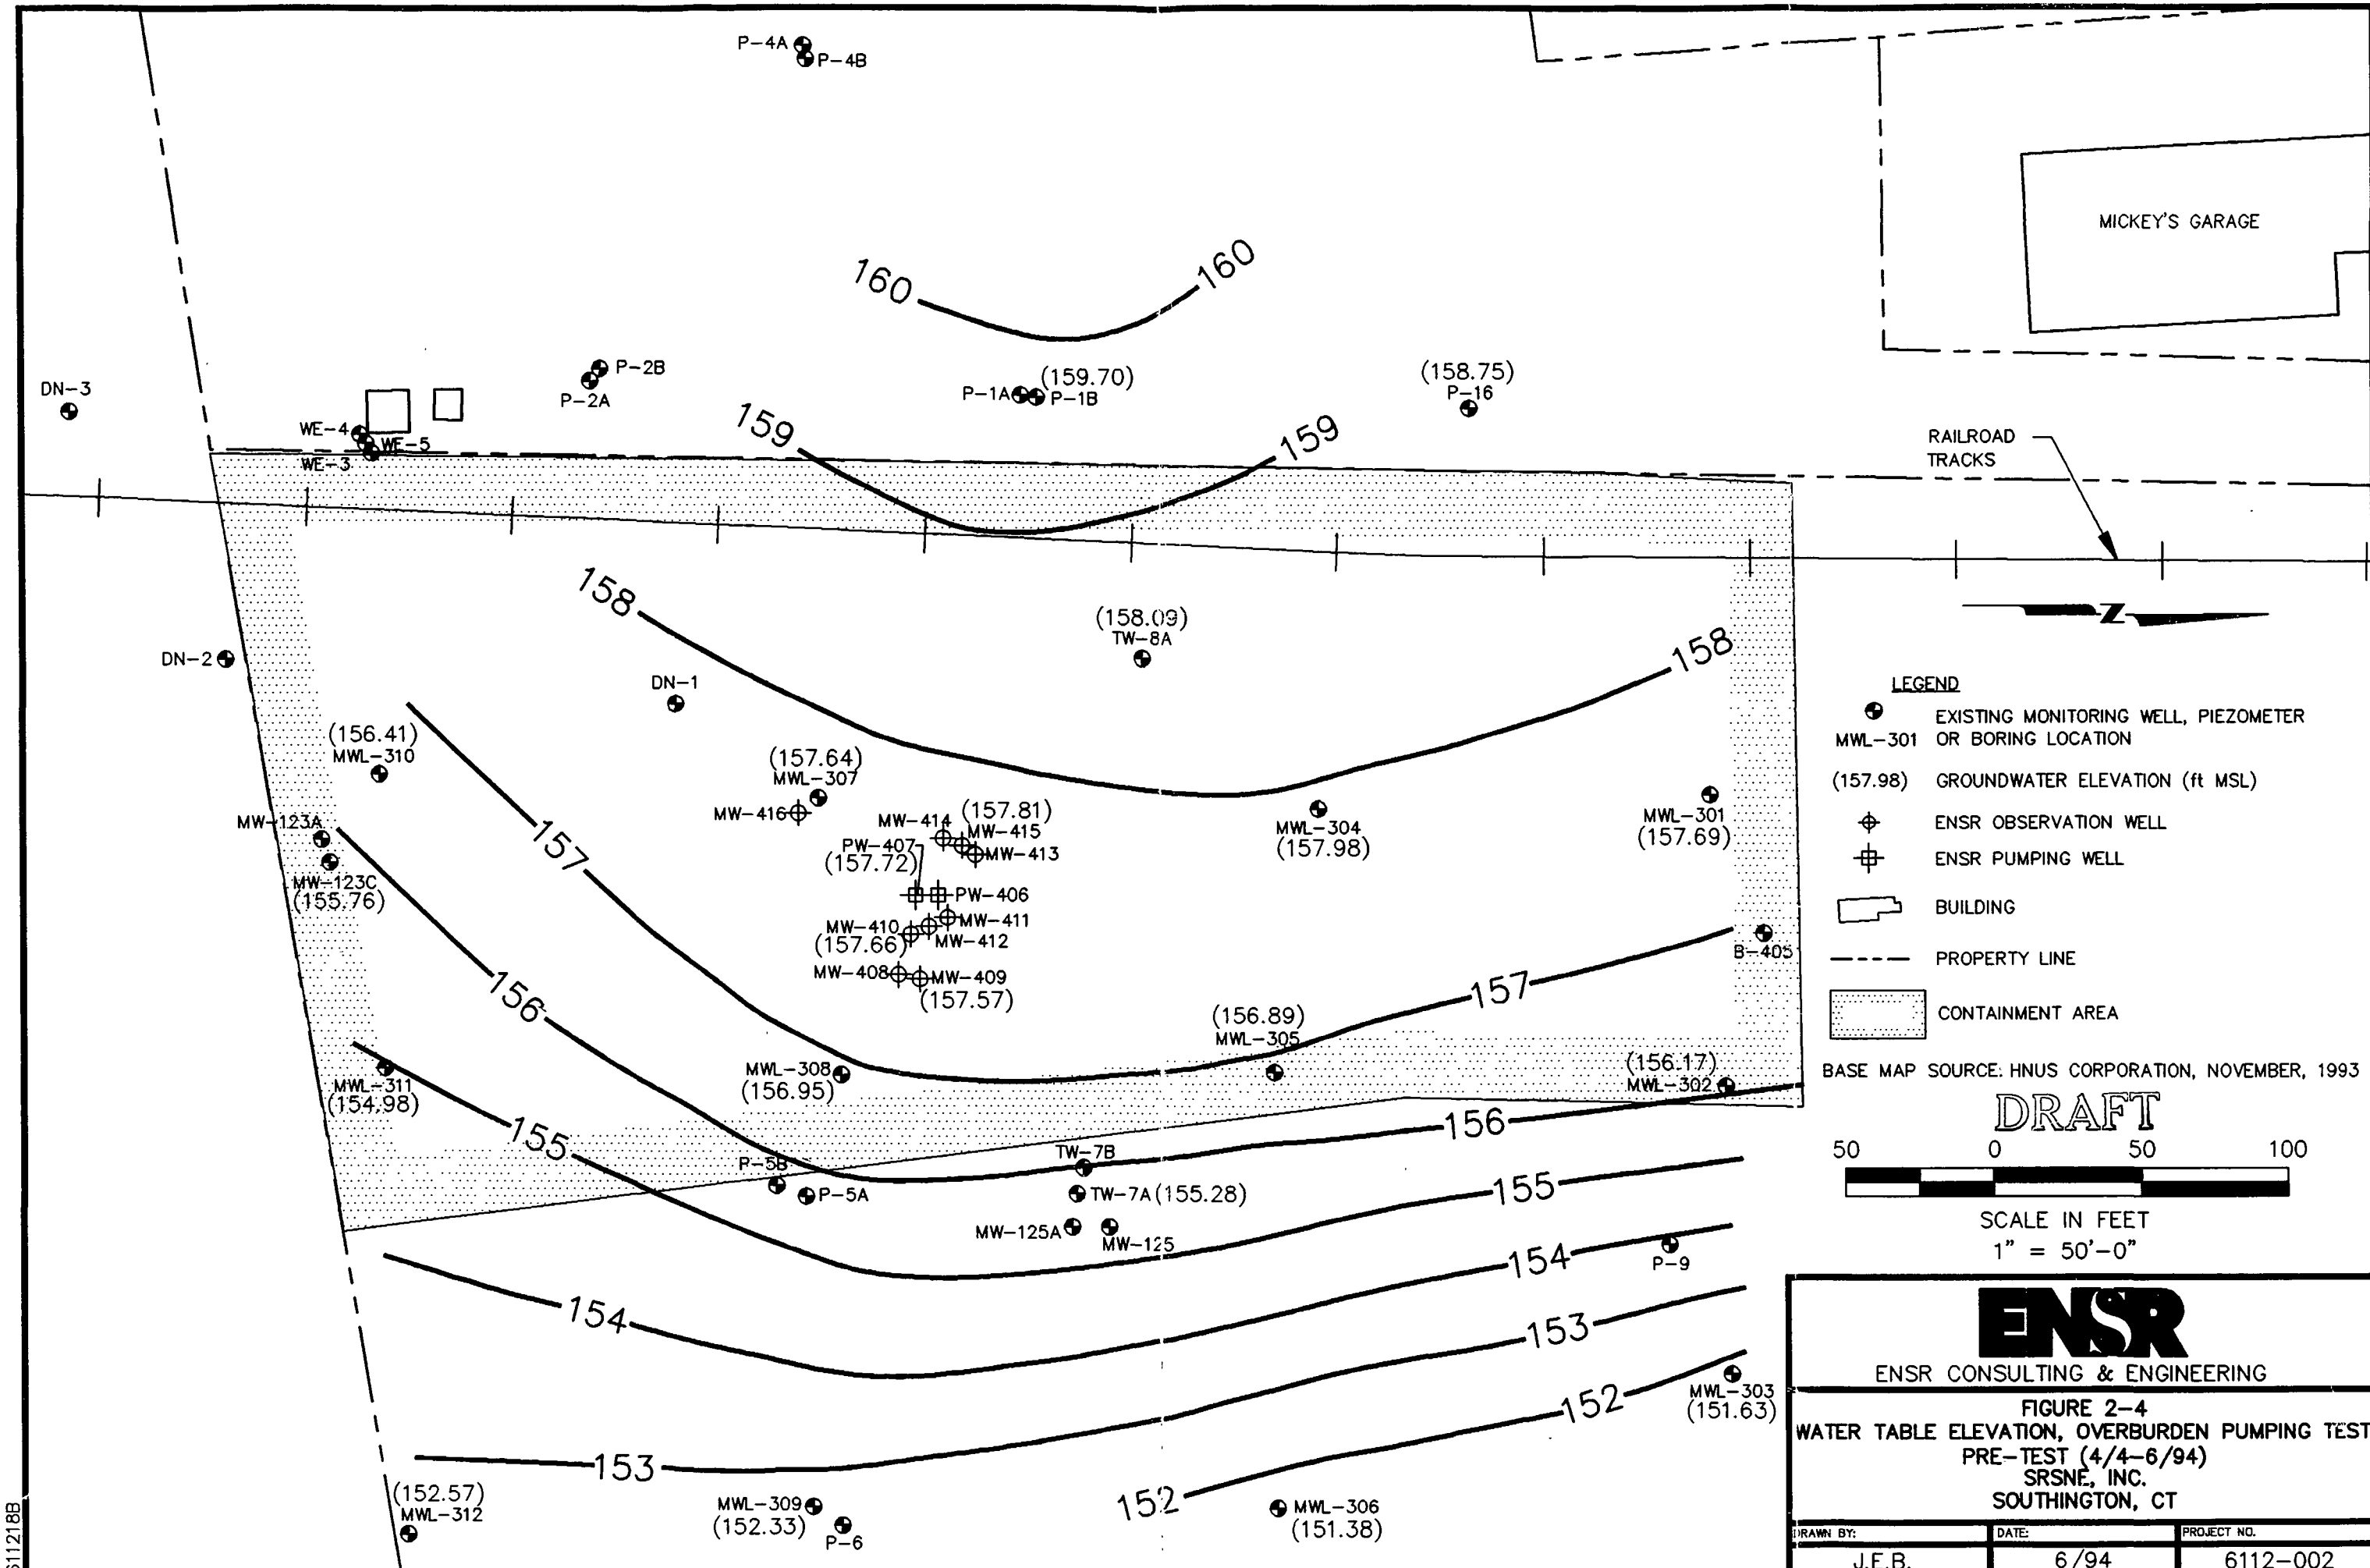 P-4A
P-4B
MICKEY'S GARAGE
160
160
DN-3
P-2B
P-2A
(159.70)
P-1A
P-1B
(158.75)
P-16
159
159
WE-4
WE-5
WE-3
RAILROAD
TRACKS
158
(158.09)
TW-8A
158
Z
DN-2
DN-1
LEGEND
EXISTING MONITORING WELL, PIEZOMETER
MWL-301 OR BORING LOCATION
(157.98) GROUNDWATER ELEVATION (ft MSL)
ENSR OBSERVATION WELL
ENSR PUMPING WELL
BUILDING
PROPERTY LINE
CONTAINMENT AREA
BASE MAP SOURCE: HNUS CORPORATION, NOVEMBER, 1993
DRAFT
50 0 50 100
SCALE IN FEET
1" = 50'-0"
(156.41)
MWL-310
(157.64)
MWL-307
MW-416
MW-414
(157.81)
MW-415
MW-413
PW-407
(157.72)
PW-406
MW-411
MW-410
MW-412
(157.66)
MW-408
MW-409
(157.57)
MWL-304
(157.98)
MWL-301
(157.69)
B-405
MW-123A
MW-123C
(155.76)
157
157
156
156
(156.89)
MWL-305
MWL-308
(156.95)
(156.17)
MWL-302
MWL-311
(154.98)
155
155
P-5B
P-5A
TW-7B
TW-7A (155.28)
MW-125A
MW-125
154
154
P-9
153
153
152
152
MWL-303
(151.63)
(152.57)
MWL-312
MWL-309
(152.33)
P-6
MWL-306
(151.38)
6111218B
ENSR
ENSR CONSULTING & ENGINEERING
FIGURE 2-4
WATER TABLE ELEVATION, OVERBURDEN PUMPING TEST
PRE-TEST (4/4-6/94)
SRSNE, INC.
SOUTHINGTON, CT
DRAWN BY: DATE: PROJECT NO.
J.E.B. 6/94 6112-002